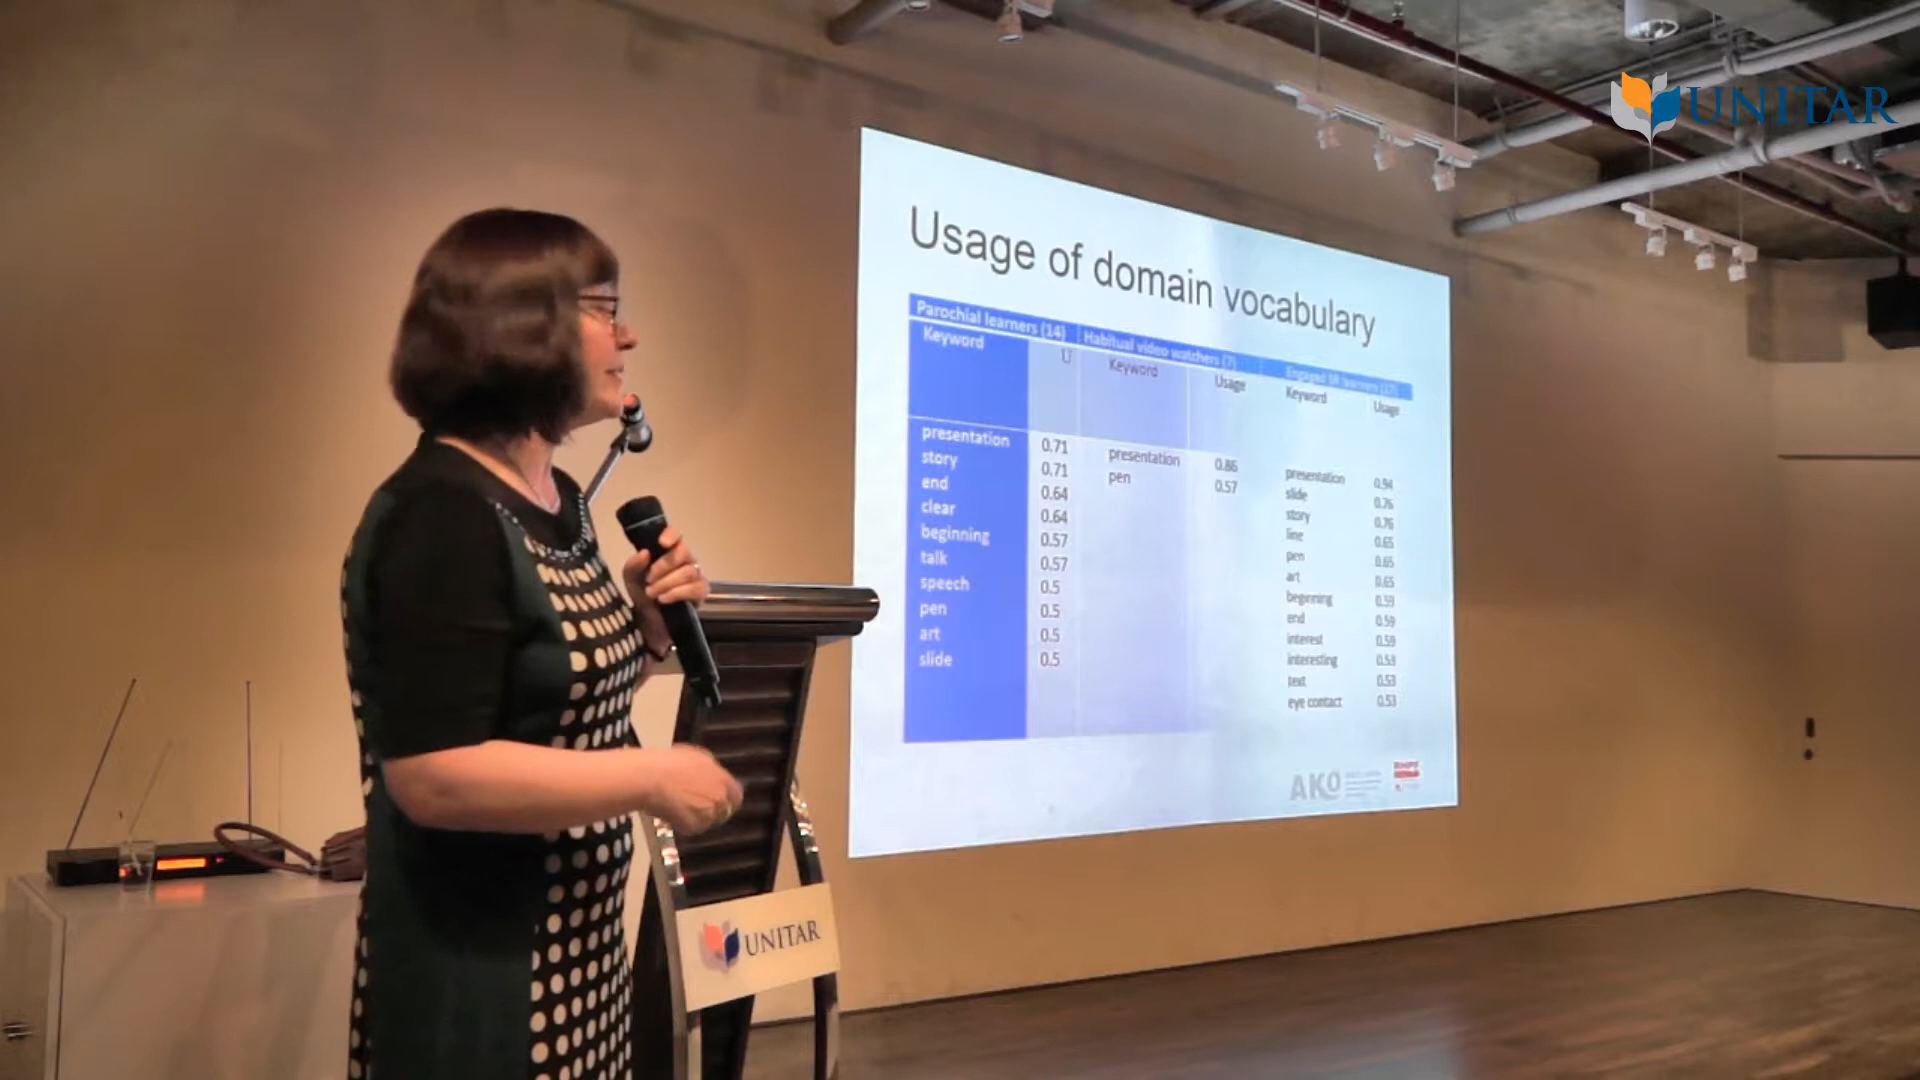 UNITAR
Usage of domain vocabulary
Parochial learners (14) Habitual video watchers (7) Engaged SR learners (17)
Keyword U Keyword Usage Keyword Usage
presentation 0.71 presentation 0.86 presentation 0.94
story 0.71 pen 0.57 slide 0.76
end 0.64 story 0.76
clear 0.64 line 0.65
beginning 0.57 pen 0.65
talk 0.57 art 0.65
speech 0.5 beginning 0.59
pen 0.5 end 0.59
art 0.5 interest 0.59
slide 0.5 interesting 0.53
text 0.53
eye contact 0.53
AKO
UNITAR